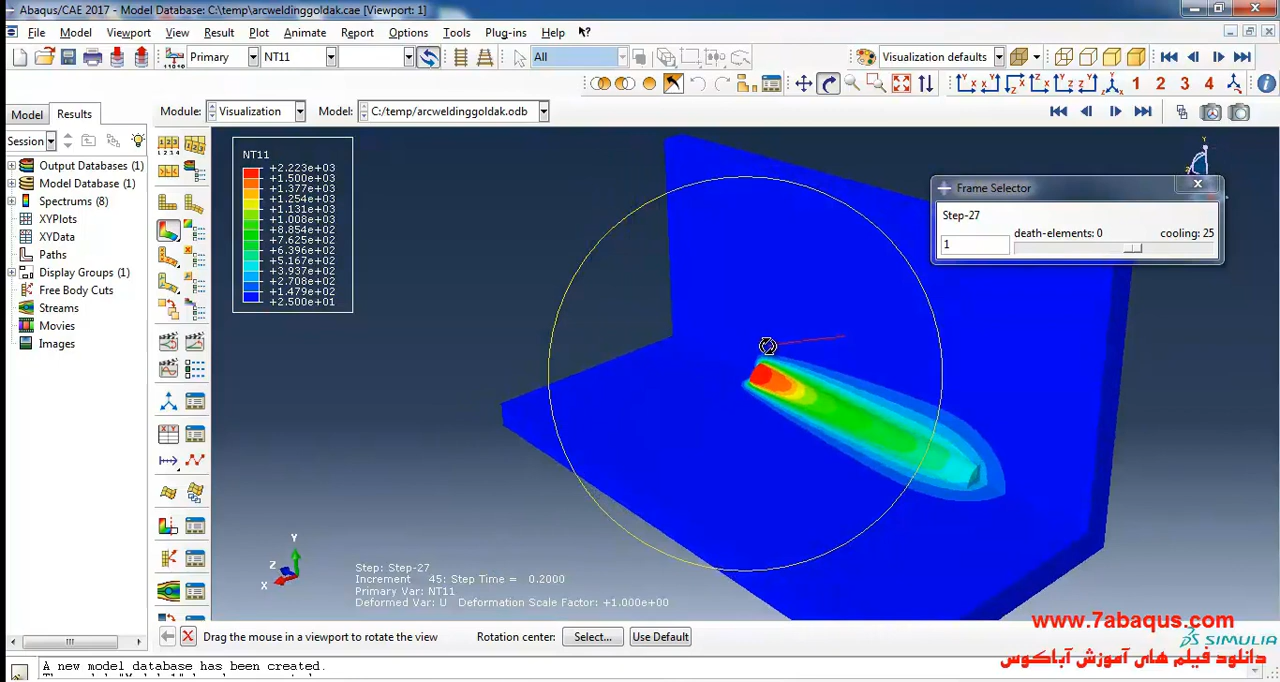 Abaqus/CAE 2017 - Model Database: C:\temp\arcweldinggoldak.cae [Viewport: 1]
File Model Viewport View Result Plot Animate Report Options Tools Plug-ins Help
Primary NT11 All Visualization defaults
1 2 3 4
Model Results Module: Visualization Model: C:/temp/arcweldinggoldak.odb
Session
Output Databases (1)
Model Database (1)
Spectrums (8)
XYPlots
XYData
Paths
Display Groups (1)
Free Body Cuts
Streams
Movies
Images
NT11
+2.223e+03
+1.500e+03
+1.377e+03
+1.254e+03
+1.131e+03
+1.008e+03
+8.854e+02
+7.625e+02
+6.396e+02
+5.167e+02
+3.937e+02
+2.708e+02
+1.479e+02
+2.500e+01
Frame Selector
Step-27
death-elements: 0 cooling: 25
1
Y
Z
X
Step: Step-27
Increment 45: Step Time = 0.2000
Primary Var: NT11
Deformed Var: U Deformation Scale Factor: +1.000e+00
www.7abaqus.com
SIMULIA
دانلود فیلم های آموزش آباکوس
Drag the mouse in a viewport to rotate the view Rotation center: Select... Use Default
A new model database has been created.